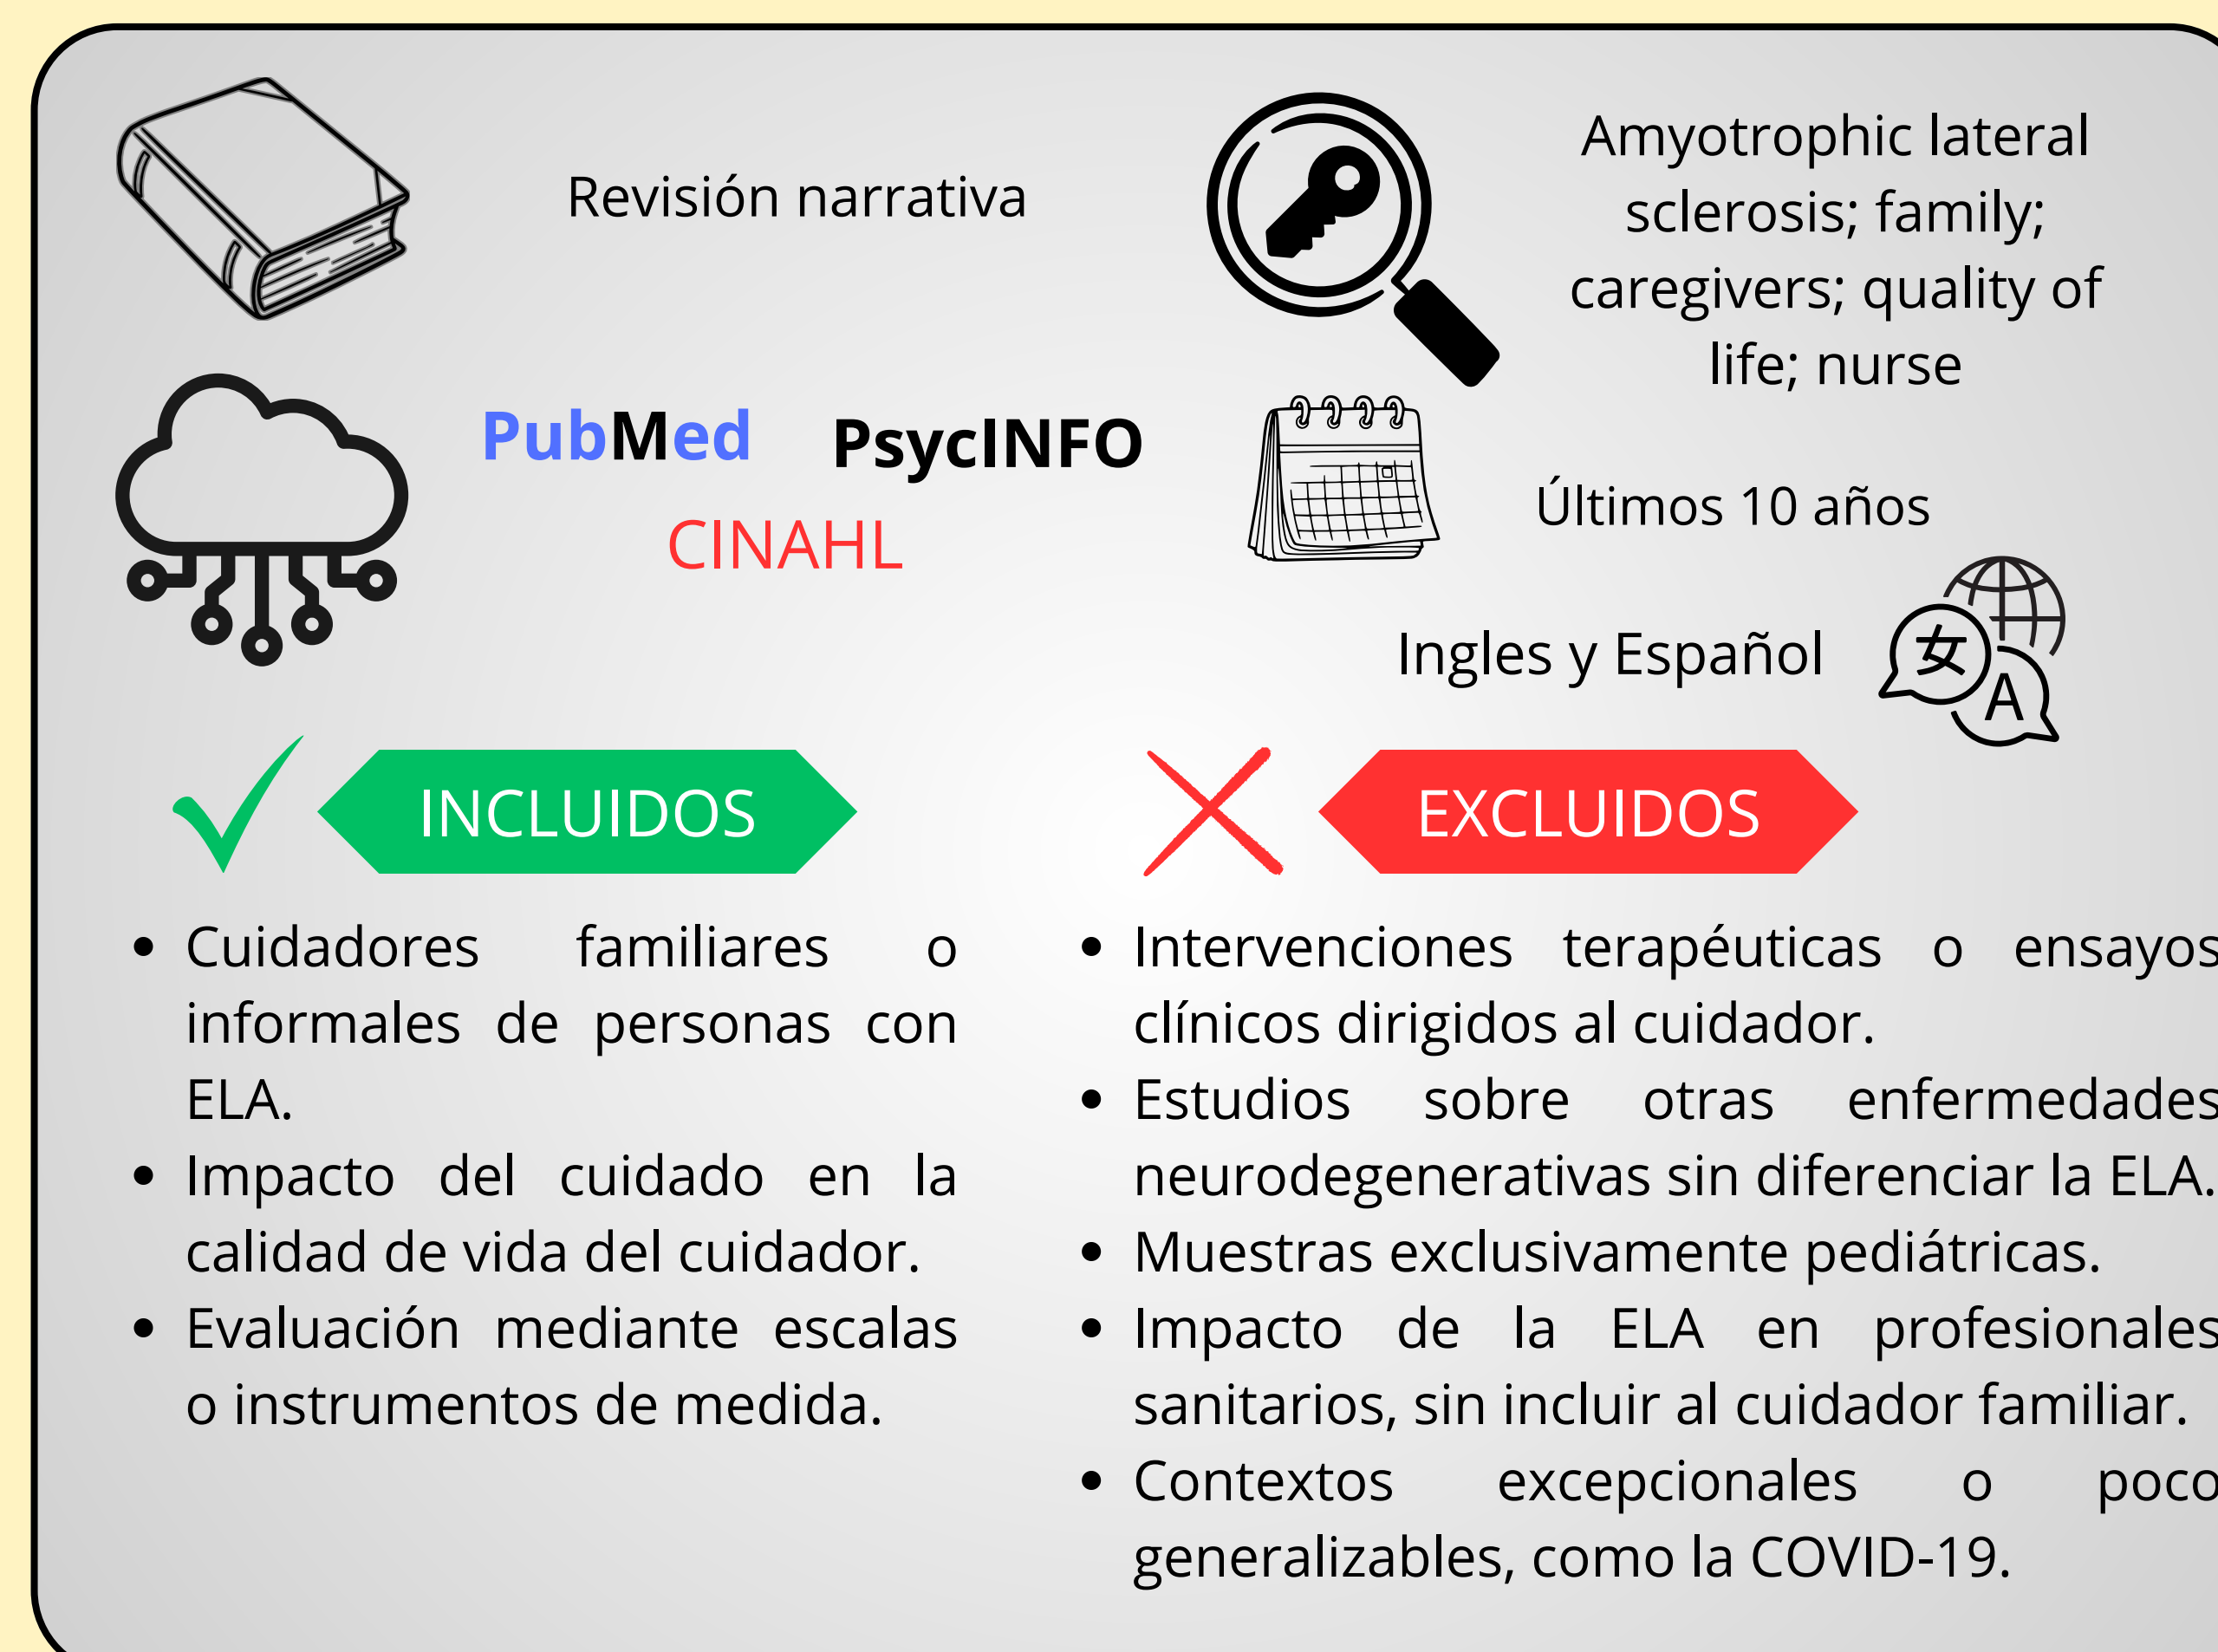 Revisión narrativa
Amyotrophic lateral
sclerosis; family;
caregivers; quality of
life; nurse
PubMed PsycINFO
CINAHL
Últimos 10 años
Ingles y Español
文
A
INCLUIDOS
Cuidadores familiares o
informales de personas con
ELA.
Impacto del cuidado en la
calidad de vida del cuidador.
Evaluación mediante escalas
o instrumentos de medida.
EXCLUIDOS
Intervenciones terapéuticas o ensayos
clínicos dirigidos al cuidador.
Estudios sobre otras enfermedades
neurodegenerativas sin diferenciar la ELA.
Muestras exclusivamente pediátricas.
Impacto de la ELA en profesionales
sanitarios, sin incluir al cuidador familiar.
Contextos excepcionales o poco
generalizables, como la COVID-19.